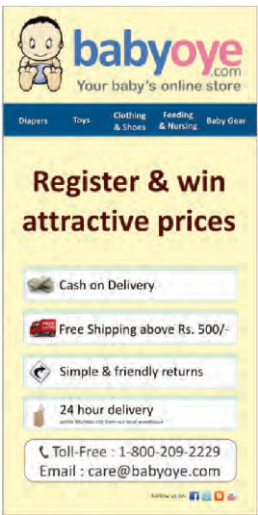 babyoye
.com
Your baby's online store
Diapers Toys Clothing & Shoes Feeding & Nursing Baby Gear
Register & win
attractive prices
Cash on Delivery
Free Shipping above Rs. 500/-
Simple & friendly returns
24 hour delivery
Toll-Free : 1-800-209-2229
Email : care@babyoye.com
Follow us on: